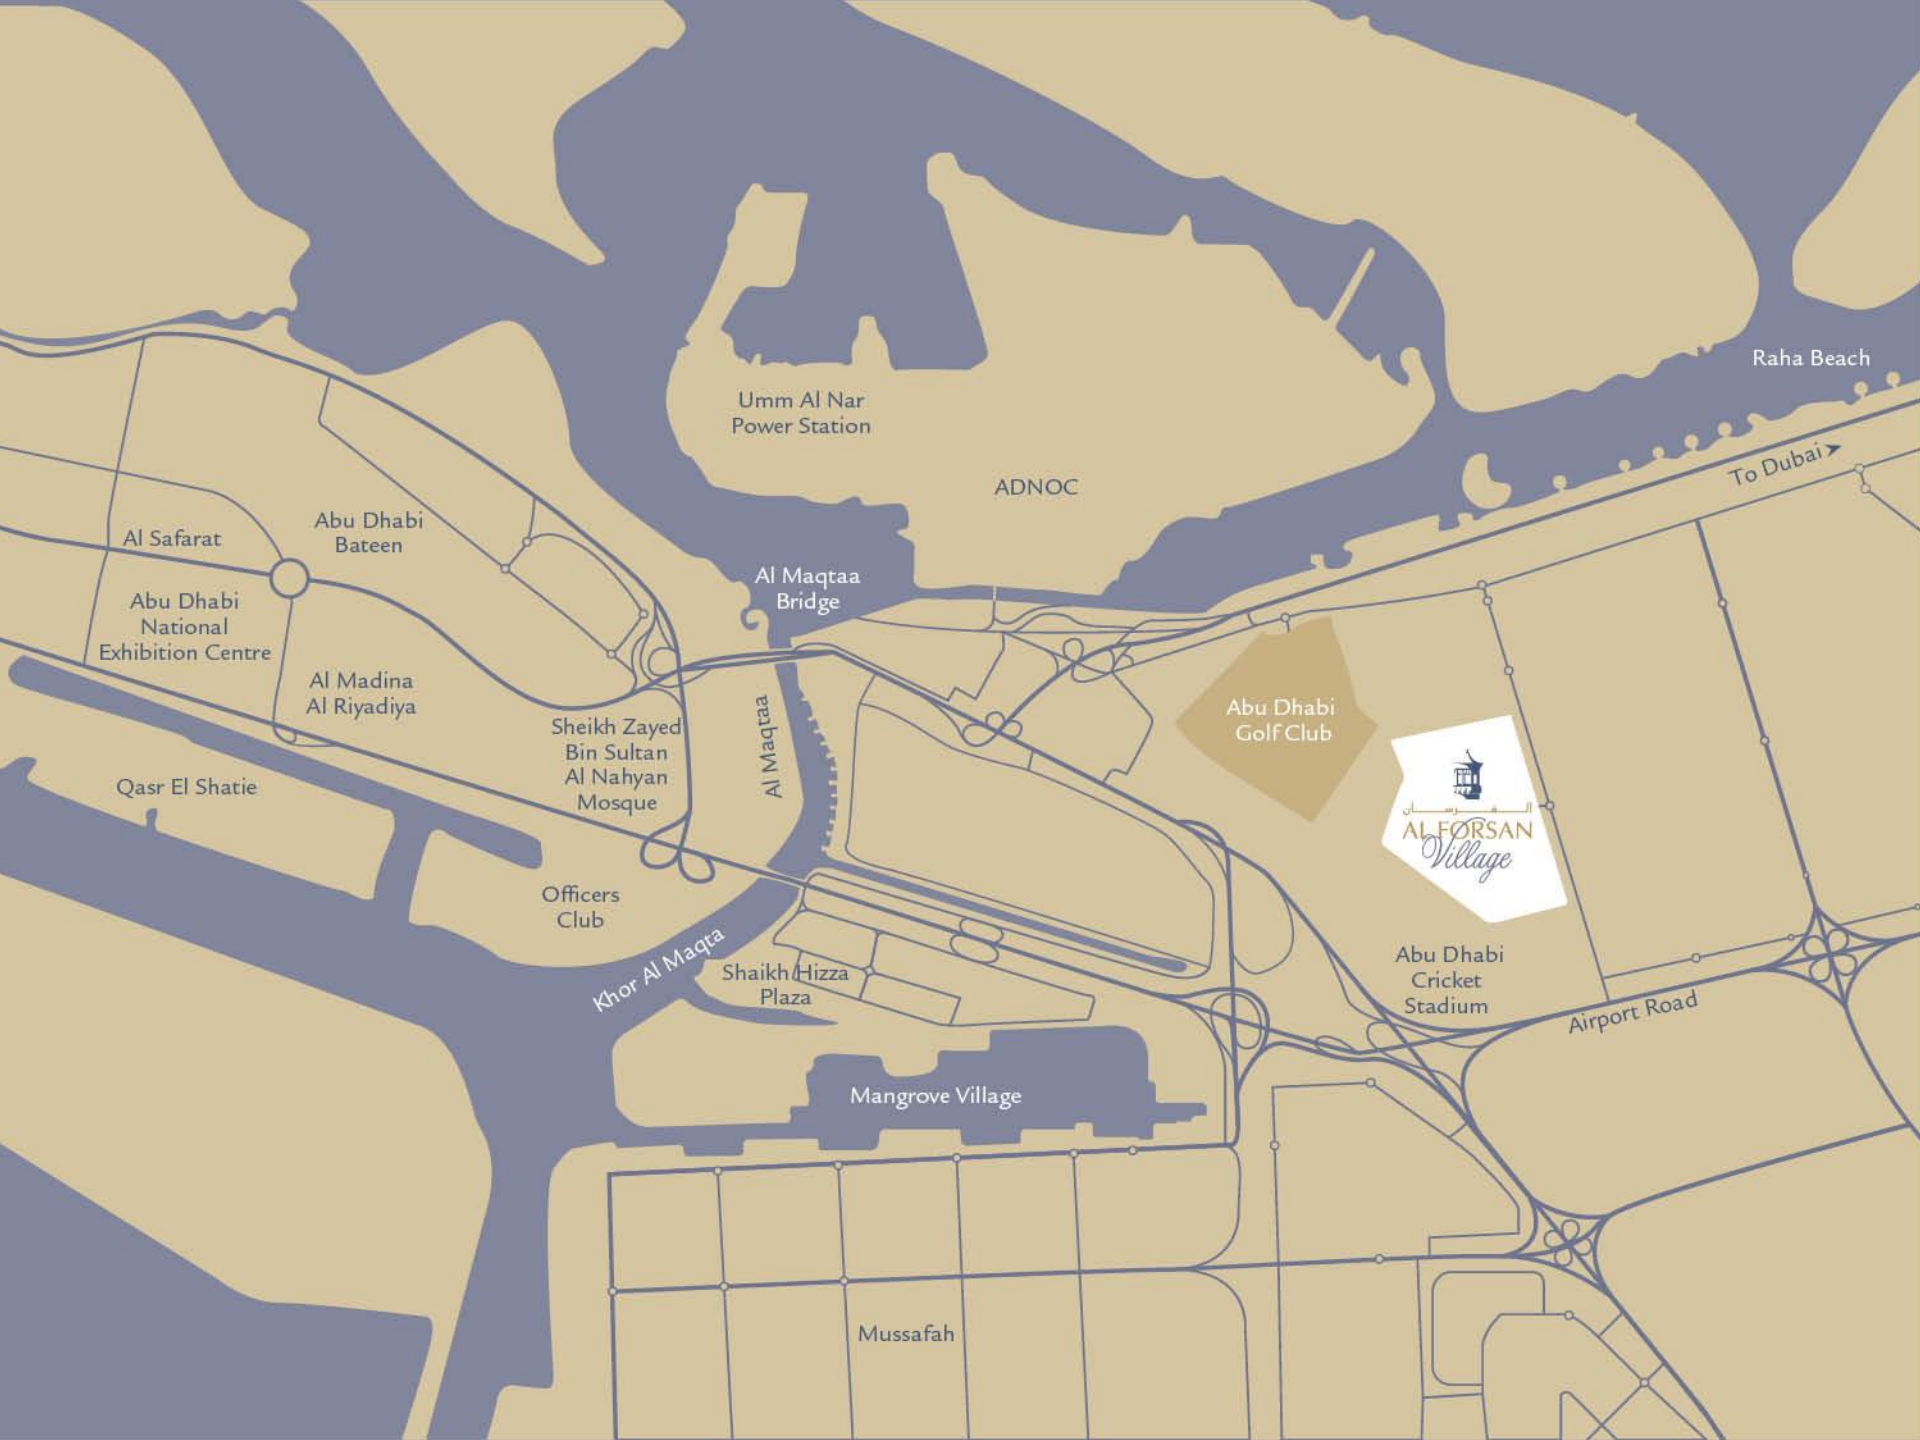 Raha Beach
Umm Al Nar
Power Station
To Dubai
ADNOC
Abu Dhabi
Bateen
Al Safarat
Al Maqtaa
Bridge
Abu Dhabi
National
Exhibition Centre
Al Madina
Al Riyadiya
Sheikh Zayed
Bin Sultan
Al Nahyan
Mosque
Al Maqtaa
Abu Dhabi
Golf Club
Qasr El Shatie
الفرسان
AL FORSAN
Village
Officers
Club
Khor Al Maqta
Shaikh Hizza
Plaza
Abu Dhabi
Cricket
Stadium
Airport Road
Mangrove Village
Mussafah